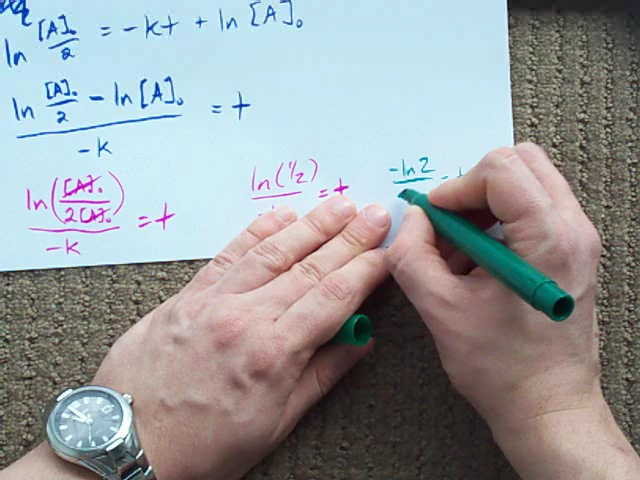 ln [A]₀/2 = -kt + ln [A]₀
(ln [A]₀/2 - ln [A]₀)/-k = t
ln([A]₀/2[A]₀)/-k = t
ln(1/2)/ = t
-ln2/ =